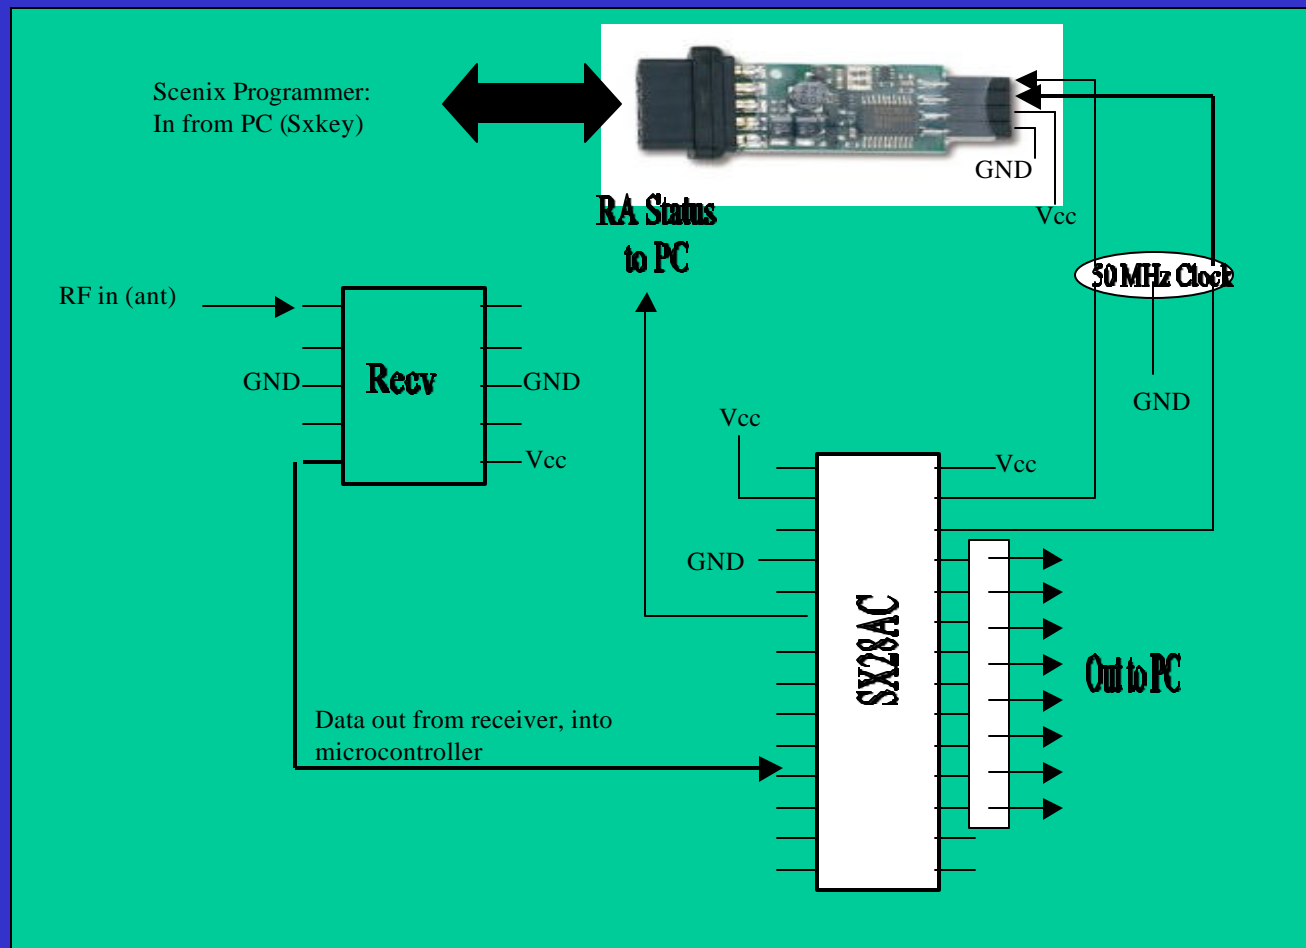 Scenix Programmer:
In from PC (Sxkey)
GND
Vcc
RA Status
to PC
50 MHz Clock
RF in (ant)
GND
Recv
GND
Vcc
GND
Vcc
Vcc
GND
SX28AC
Out to PC
Data out from receiver, into
microcontroller